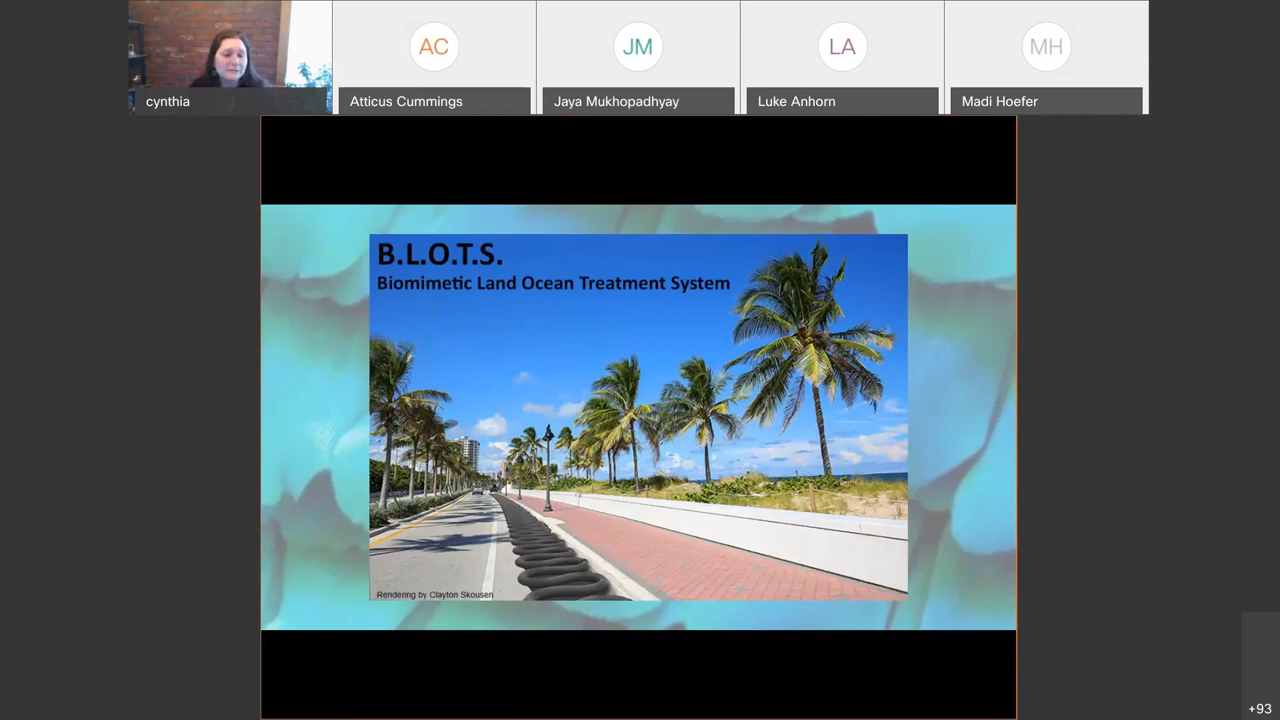 AC
JM
LA
MH
cynthia
Atticus Cummings
Jaya Mukhopadhyay
Luke Anhorn
Madi Hoefer
B.L.O.T.S.
Biomimetic Land Ocean Treatment System
Rendering by Clayton Skousen
+93